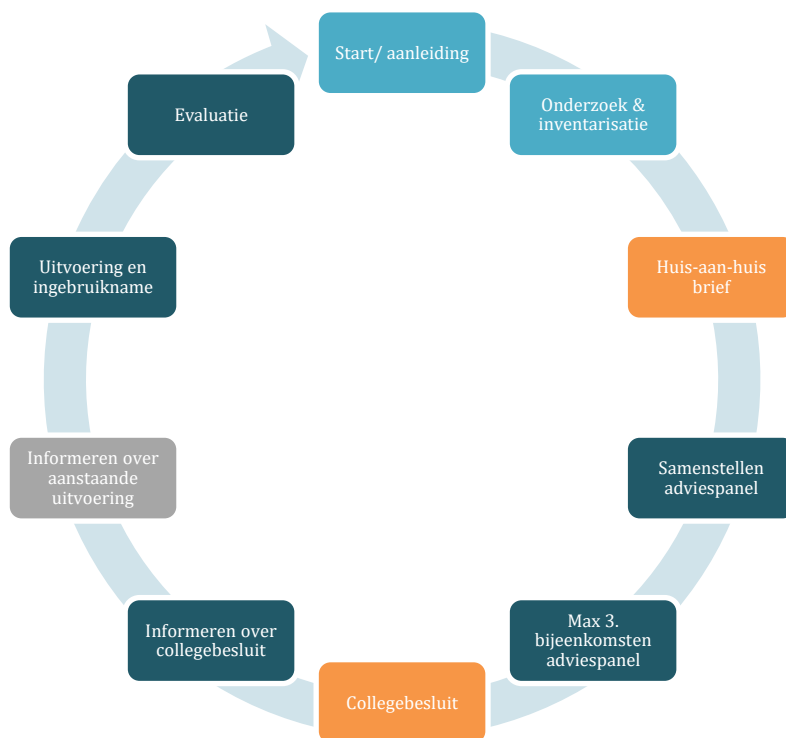 Start/ aanleiding
Onderzoek &
inventarisatie
Huis-aan-huis
brief
Samenstellen
adviespanel
Max 3.
bijeenkomsten
adviespanel
Collegebesluit
Informeren over
collegebesluit
Informeren over
aanstaande
uitvoering
Uitvoering en
ingebruikname
Evaluatie